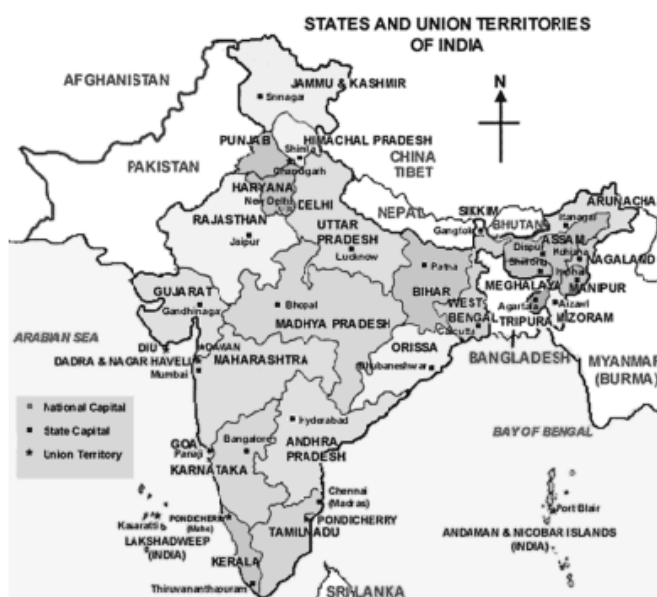 STATES AND UNION TERRITORIES
OF INDIA
AFGHANISTAN
JAMMU & KASHMIR
Srinagar
N
PUNJAB
HIMACHAL PRADESH
Shimla
CHINA
TIBET
Chandigarh
PAKISTAN
HARYANA
New Delhi
DELHI
ARUNACHA
NEPAL
SIKKIM
BHUTAN
Itanagar
RAJASTHAN
Gangtok
UTTAR
PRADESH
ASSAM
Jaipur
Lucknow
Dispur
Kohima
NAGALAND
Patna
Shillong
Imphal
MEGHALAYA
MANIPUR
GUJARAT
Gandhinagar
Bhopal
BIHAR
WEST
BENGAL
Agartala
Aizawl
MADHYA PRADESH
Calcutta
TRIPURA
MIZORAM
ARABIAN SEA
DIU
DAMAN
ORISSA
BANGLADESH
DADRA & NAGAR HAVELI
MAHARASHTRA
Bhubaneshwar
MYANMAR
(BURMA)
Mumbai
National Capital
State Capital
Union Territory
Hyderabad
BAY OF BENGAL
GOA
Panaji
Bangalore
ANDHRA
PRADESH
KARNATAKA
Chennai
(Madras)
Port Blair
PONDICHERRY
(Mahe)
PONDICHERRY
TAMILNADU
ANDAMAN & NICOBAR ISLANDS
(INDIA)
LAKSHADWEEP
(INDIA)
KERALA
Thiruvananthapuram
SRI LANKA